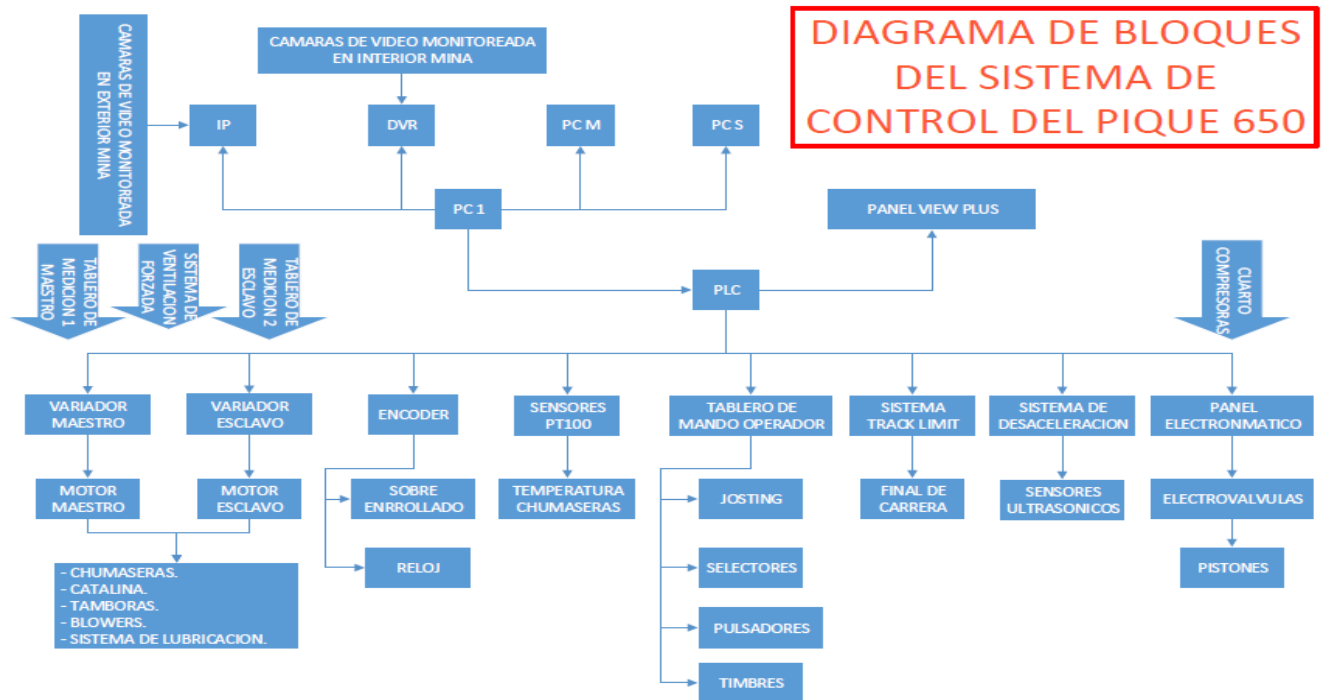 DIAGRAMA DE BLOQUES
DEL SISTEMA DE
CONTROL DEL PIQUE 650
CAMARAS DE VIDEO MONITOREADA
EN EXTERIOR MINA
CAMARAS DE VIDEO MONITOREADA
EN INTERIOR MINA
IP
DVR
PC M
PC S
PC 1
PANEL VIEW PLUS
PLC
TABLERO DE
MEDICION 1
MAESTRO
SISTEMA DE
VENTILACION
FORZADA
TABLERO DE
MEDICION 2
ESCLAVO
CUARTO
COMPRESORAS
VARIADOR
MAESTRO
VARIADOR
ESCLAVO
ENCODER
SENSORES
PT100
TABLERO DE
MANDO OPERADOR
SISTEMA
TRACK LIMIT
SISTEMA DE
DESACELERACION
PANEL
ELECTRONMATICO
MOTOR
MAESTRO
MOTOR
ESCLAVO
SOBRE
ENRROLLADO
TEMPERATURA
CHUMASERAS
JOSTING
FINAL DE
CARRERA
SENSORES
ULTRASONICOS
ELECTROVALVULAS
RELOJ
SELECTORES
PISTONES
- CHUMASERAS.
- CATALINA.
- TAMBORAS.
- BLOWERS.
- SISTEMA DE LUBRICACION.
PULSADORES
TIMBRES